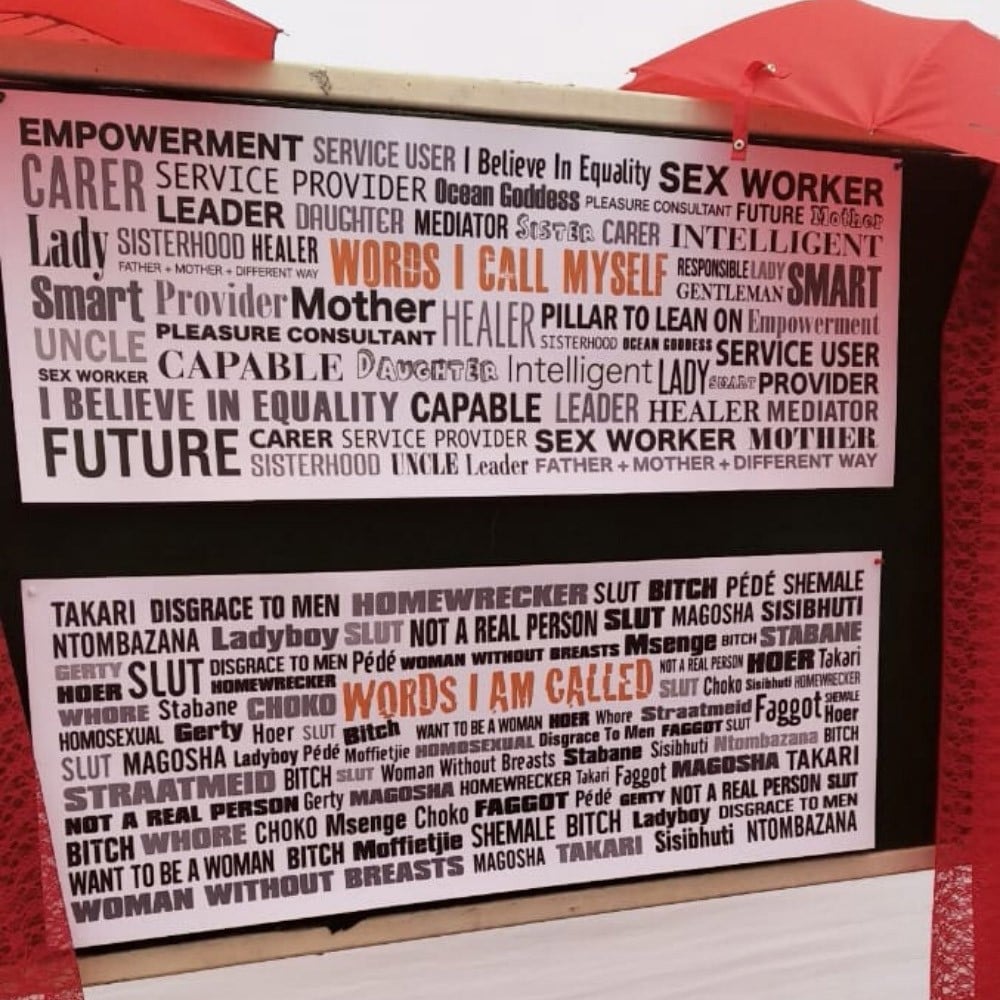 EMPOWERMENT SERVICE USER I Believe In Equality SEX WORKER
CARER SERVICE PROVIDER Ocean Goddess PLEASURE CONSULTANT FUTURE Mother
LEADER DAUGHTER MEDIATOR SISTER CARER INTELLIGENT
Lady SISTERHOOD HEALER WORDS I CALL MYSELF RESPONSIBLE LADY SMART
FATHER + MOTHER + DIFFERENT WAY GENTLEMAN
Smart Provider Mother HEALER PILLAR TO LEAN ON Empowerment
UNCLE PLEASURE CONSULTANT SISTERHOOD OCEAN GODDESS SERVICE USER
SEX WORKER CAPABLE DAUGHTER Intelligent LADY SMART PROVIDER
I BELIEVE IN EQUALITY CAPABLE LEADER HEALER MEDIATOR
FUTURE CARER SERVICE PROVIDER SEX WORKER MOTHER
SISTERHOOD UNCLE Leader FATHER + MOTHER + DIFFERENT WAY
TAKARI DISGRACE TO MEN HOMEWRECKER SLUT BITCH PÉDÉ SHEMALE
NTOMBAZANA Ladyboy SLUT NOT A REAL PERSON SLUT MAGOSHA SISIBHUTI
GERTY SLUT DISGRACE TO MEN Pédé WOMAN WITHOUT BREASTS Msenge BITCH STABANE
HOER HOMEWRECKER WORDS I AM CALLED NOT A REAL PERSON HOER Takari
WHORE Stabane CHOKO SLUT Choko Sisibhuti HOMEWRECKER
HOMOSEXUAL Gerty Hoer SLUT Bitch WANT TO BE A WOMAN HOER Whore Straatmeid Faggot SHEMALE
SLUT MAGOSHA Ladyboy Pédé Moffietjie HOMOSEXUAL Disgrace To Men FAGGOT SLUT Hoer
STRAATMEID BITCH SLUT Woman Without Breasts Stabane Sisibhuti Ntombazana BITCH
NOT A REAL PERSON Gerty MAGOSHA HOMEWRECKER Takari Faggot MAGOSHA TAKARI
BITCH WHORE CHOKO Msenge Choko FAGGOT Pédé GERTY NOT A REAL PERSON SLUT
WANT TO BE A WOMAN BITCH Moffietjie SHEMALE BITCH Ladyboy DISGRACE TO MEN
WOMAN WITHOUT BREASTS MAGOSHA TAKARI Sisibhuti NTOMBAZANA